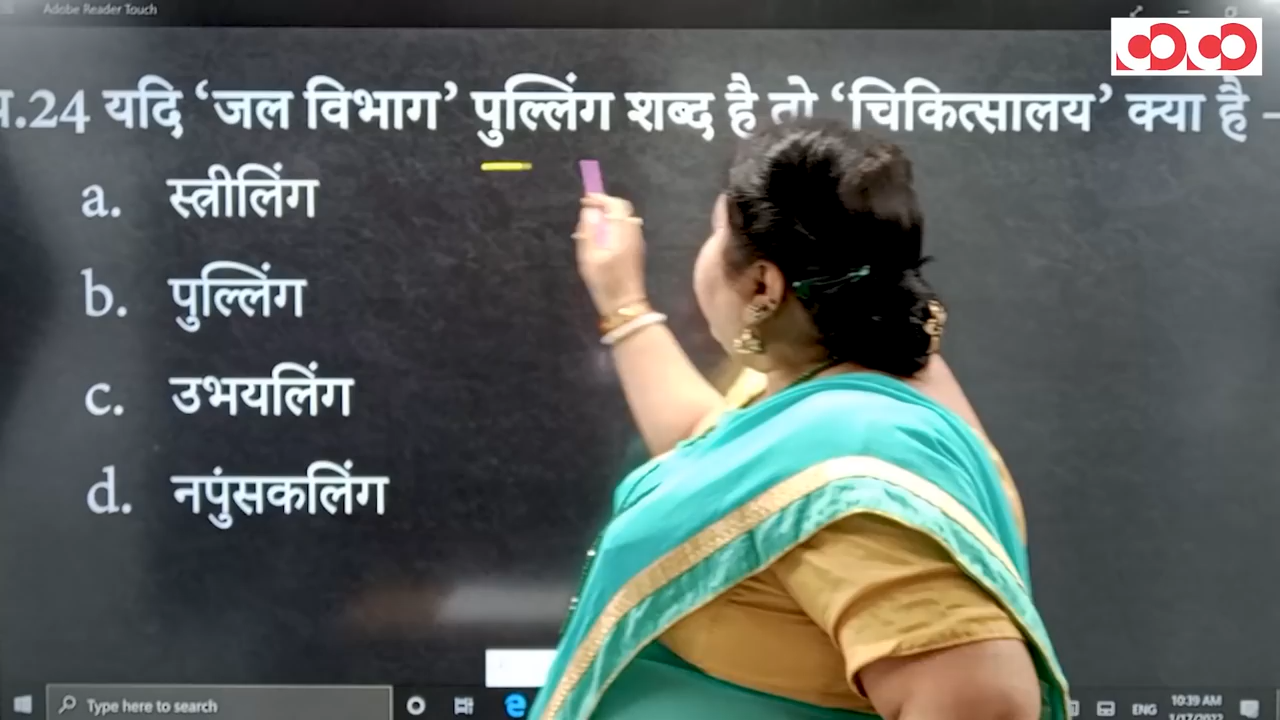 Adobe Reader Touch
.24 यदि ‘जल विभाग’ पुल्लिंग शब्द है तो ‘चिकित्सालय’ क्या है –
a. स्त्रीलिंग
b. पुल्लिंग
c. उभयलिंग
d. नपुंसकलिंग
Type here to search
ENG
10:39 AM